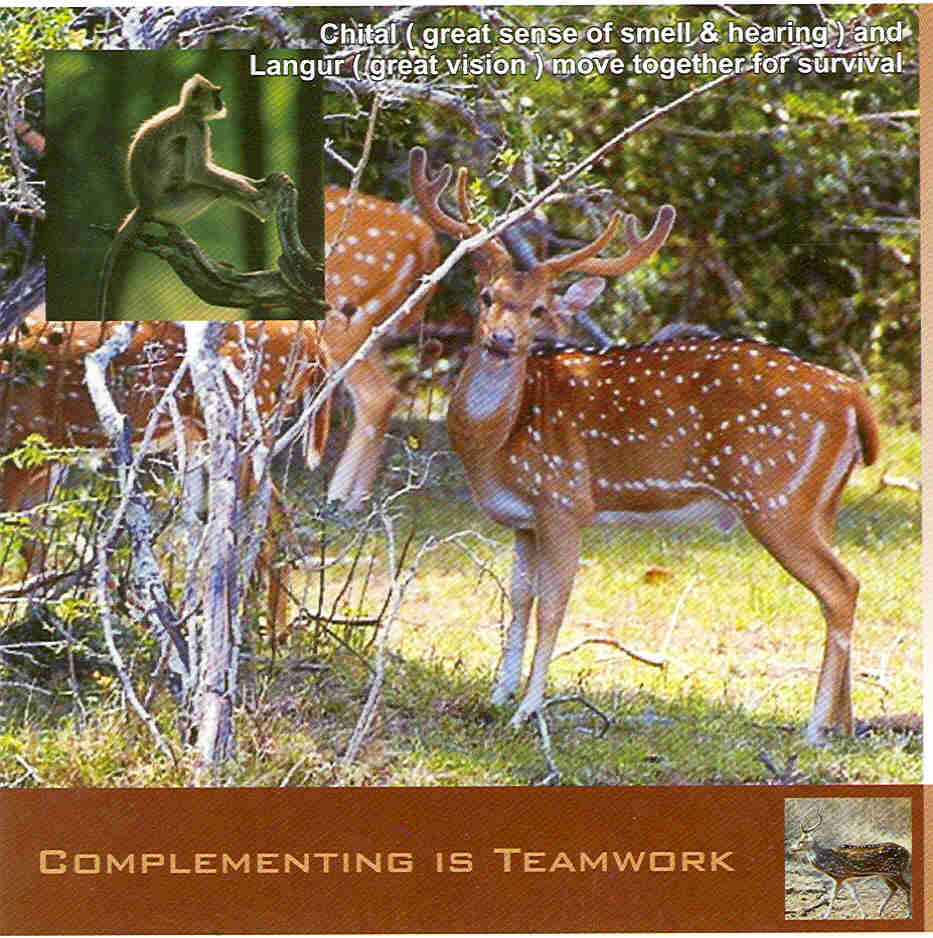 Chital ( great sense of smell & hearing ) and
Langur ( great vision ) move together for survival
COMPLEMENTING IS TEAMWORK